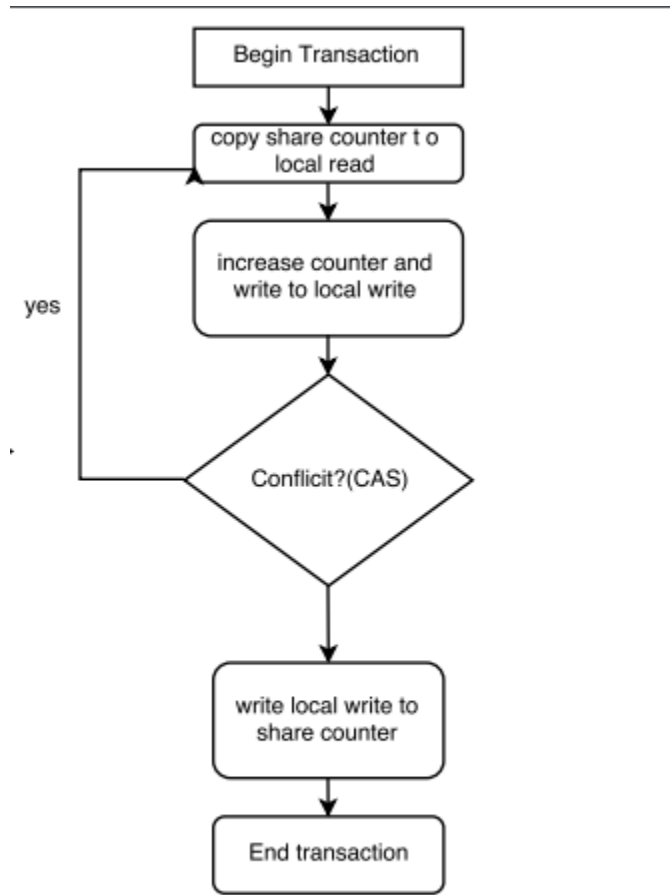 Begin Transaction
copy share counter t o
local read
increase counter and
write to local write
yes
Conflicit?(CAS)
write local write to
share counter
End transaction